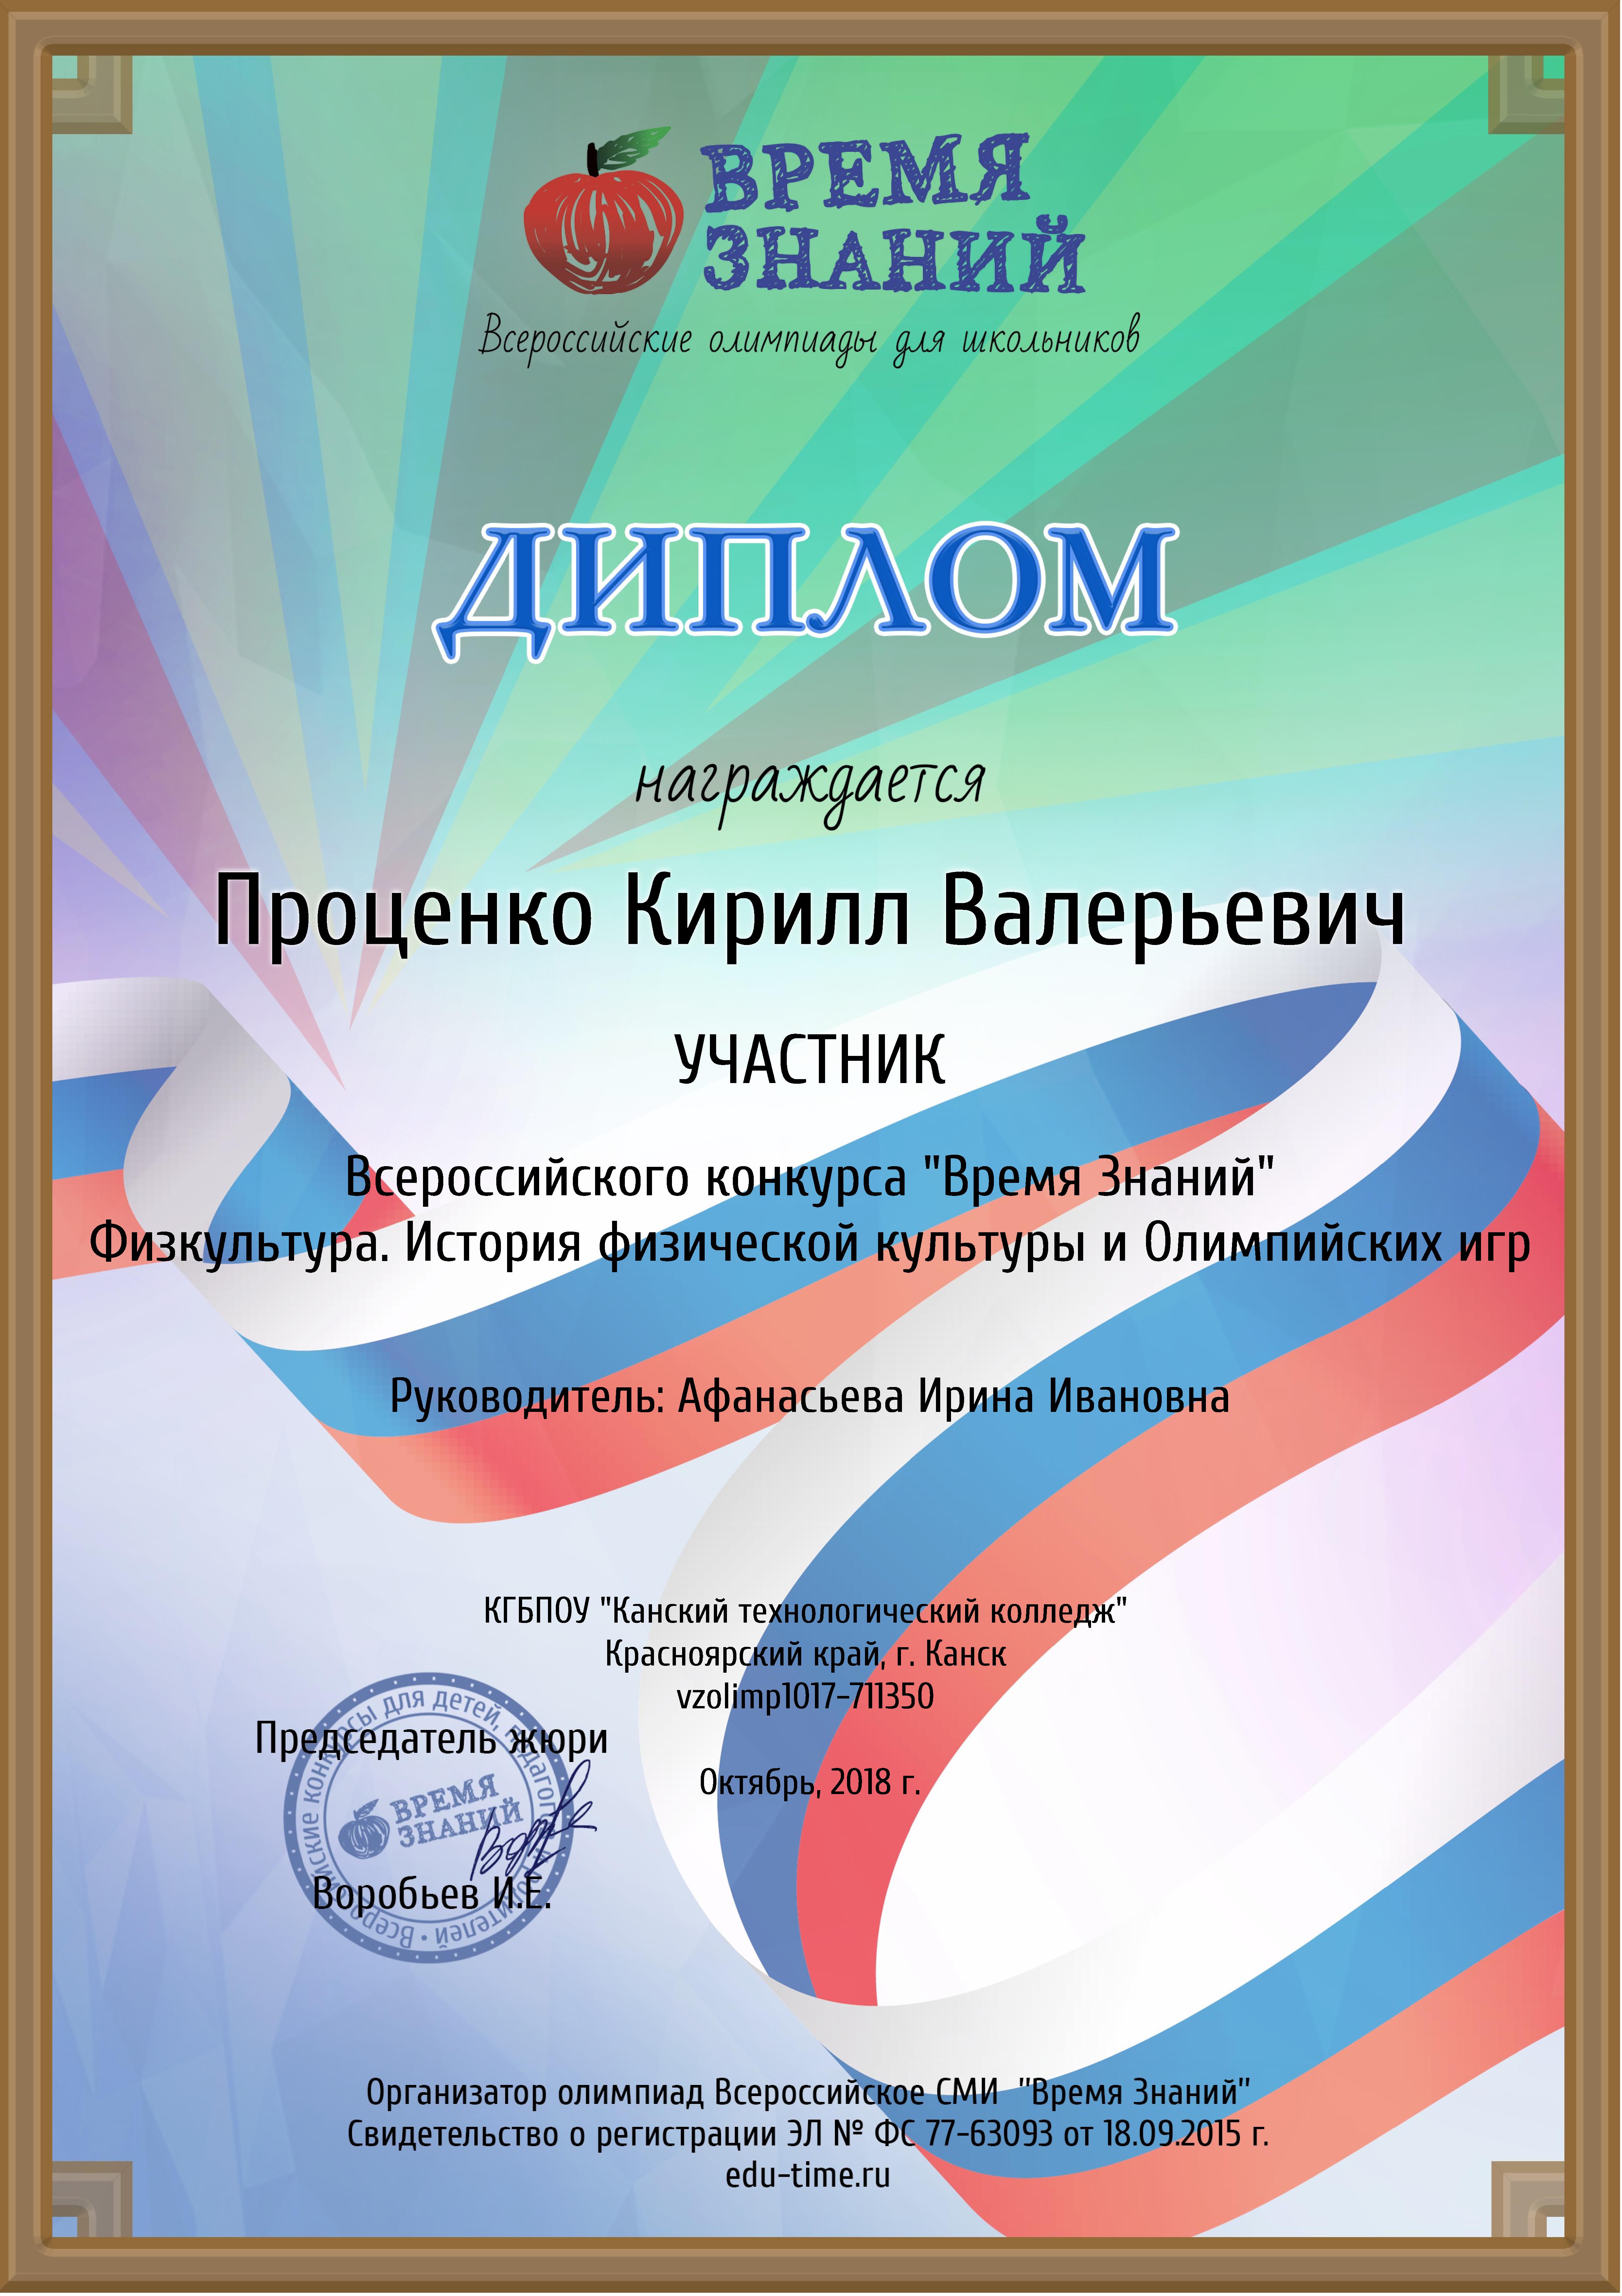 ВРЕМЯ
ЗНАНИЙ
Всероссийские олимпиады для школьников
ДИПЛОМ
награждается
Проценко Кирилл Валерьевич
УЧАСТНИК
Всероссийского конкурса "Время Знаний"
Физкультура. История физической культуры и Олимпийских игр
Руководитель: Афанасьева Ирина Ивановна
КГБПОУ "Канский технологический колледж"
Красноярский край, г. Канск
vzolimp1017-711350
Октябрь, 2018 г.
Председатель жюри
конкурсы для детей,
ВРЕМЯ
ЗНАНИЙ
Воробьев И.Е.
Организатор олимпиад Всероссийское СМИ "Время Знаний"
Свидетельство о регистрации ЭЛ № ФС 77-63093 от 18.09.2015 г.
edu-time.ru